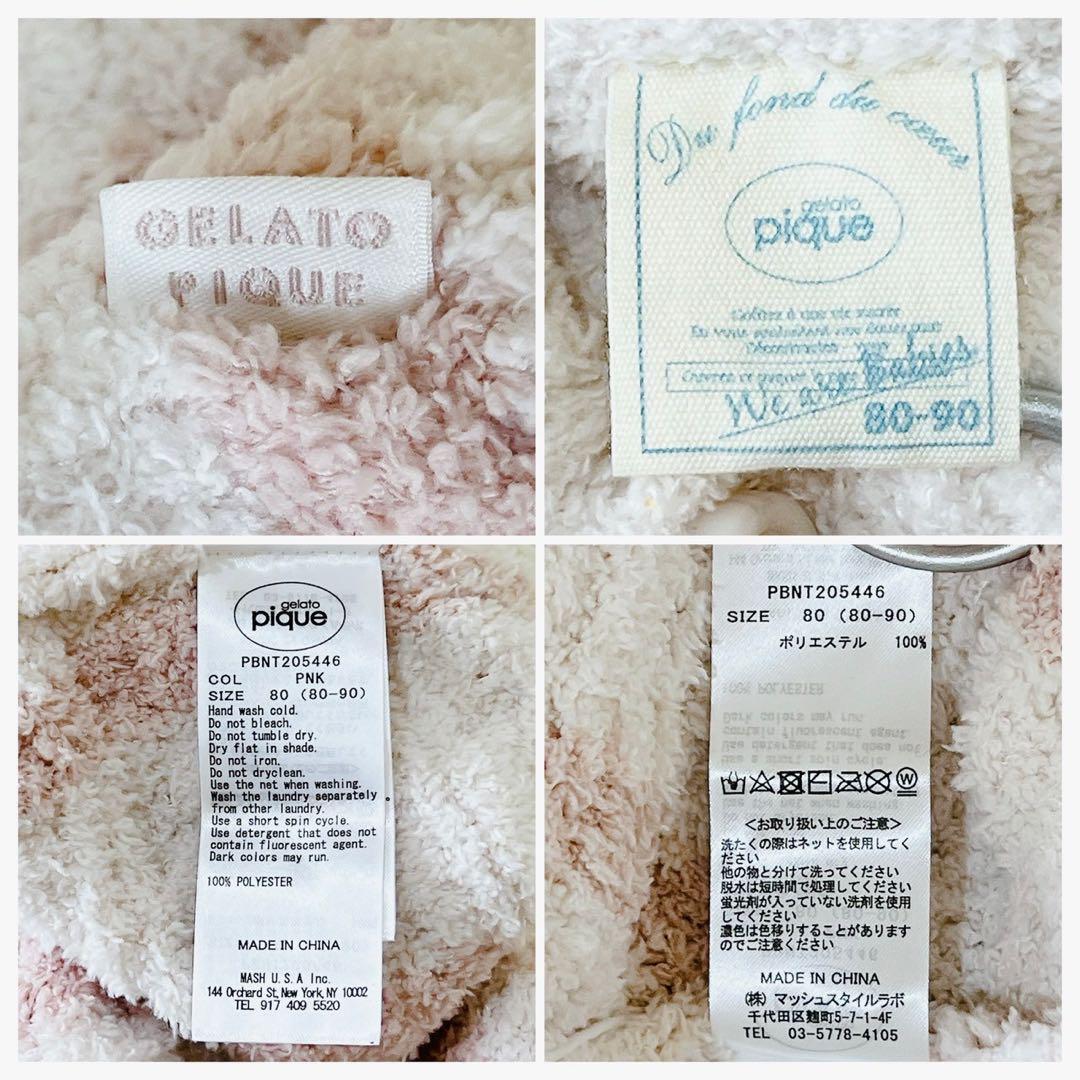 GELATO
PIQUE
Du fond du cœur
gelato
pique
Goûtez à une vie sucrée
En votre
We are
80-90
gelato
pique
PBNT205446
COL PNK
SIZE 80 (80-90)
Hand wash cold.
Do not bleach.
Do not tumble dry.
Dry flat in shade.
Do not iron.
Do not dryclean.
Use the net when washing.
Wash the laundry separately
from other laundry.
Use a short spin cycle.
Use detergent that does not
contain fluorescent agent.
Dark colors may run.
100% POLYESTER
MADE IN CHINA
MASH U.S.A Inc.
144 Orchard St, New York, NY 10002
TEL 917 409 5520
PBNT205446
SIZE 80 (80-90)
ポリエステル 100%
<お取り扱い上のご注意>
洗たくの際はネットを使用してく
ださい
他の物と分けて洗ってください
脱水は短時間で処理してください
蛍光剤が入っていない洗剤を使用
してください
濃色は色移りすることがあります
のでご注意ください
MADE IN CHINA
(株) マッシュスタイルラボ
千代田区麹町5-7-1-4F
TEL 03-5778-4105